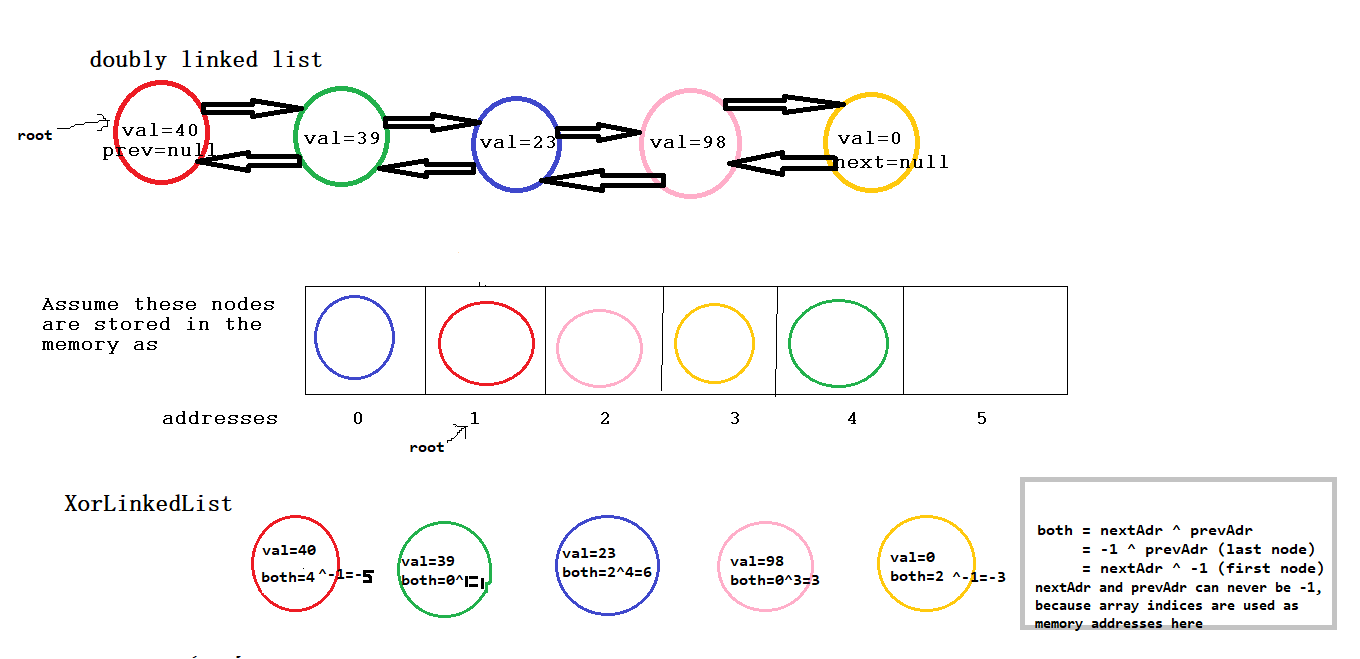 doubly linked list
root
val=40
prev=null
val=39
val=23
val=98
val=0
next=null
Assume these nodes
are stored in the
memory as
addresses
0
1
2
3
4
5
root
XorLinkedList
val=40
both=4 ^-1=-5
val=39
both=0^1=1
val=23
both=2^4=6
val=98
both=0^3=3
val=0
both=2 ^-1=-3
both = nextAdr ^ prevAdr
= -1 ^ prevAdr (last node)
= nextAdr ^ -1 (first node)
nextAdr and prevAdr can never be -1,
because array indices are used as
memory addresses here